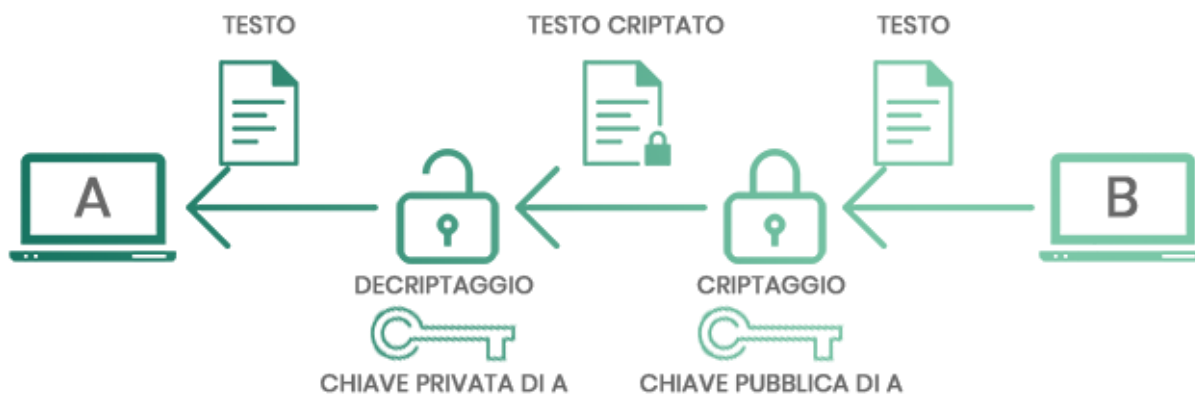 TESTO
TESTO CRIPTATO
TESTO
A
B
DECRIPTAGGIO
CRIPTAGGIO
CHIAVE PRIVATA DI A
CHIAVE PUBBLICA DI A